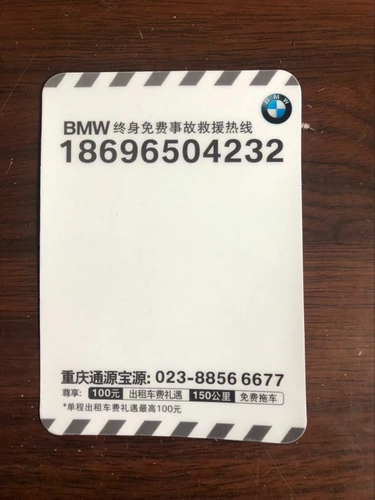 BMW
BMW 终身免费事故救援热线
18696504232
重庆通源宝源: 023-8856 6677
尊享: 100元 出租车费礼遇 150公里 免费拖车
*单程出租车费礼遇最高100元